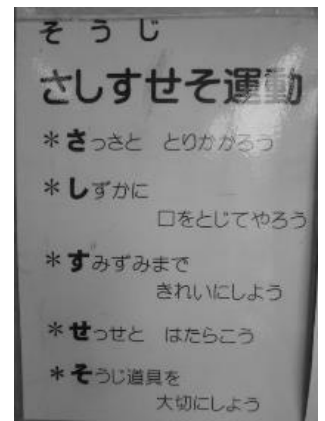 そうじ
さしすせそ運動
＊さっさと とりかかろう
＊しずかに
口をとじてやろう
＊すみずみまで
きれいにしよう
＊せっせと はたらこう
＊そうじ道具を
大切にしよう